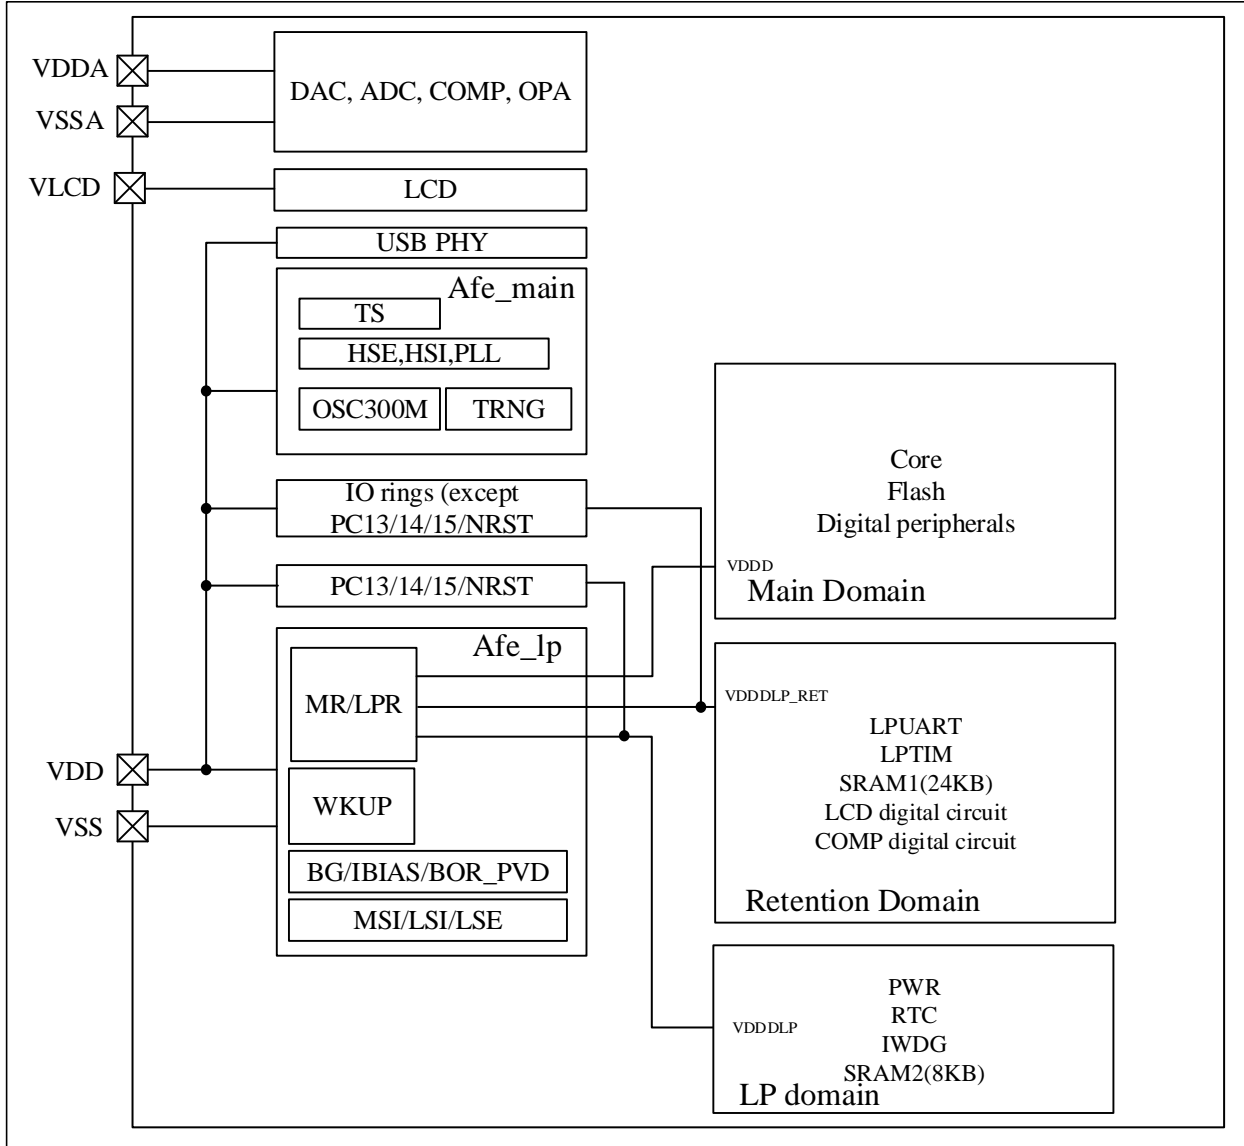 VDDA
VSSA
DAC, ADC, COMP, OPA
VLCD
LCD
USB PHY
Afe_main
TS
HSE,HSI,PLL
OSC300M
TRNG
IO rings (except
PC13/14/15/NRST
PC13/14/15/NRST
Afe_lp
MR/LPR
VDD
WKUP
VSS
BG/IBIAS/BOR_PVD
MSI/LSI/LSE
Core
Flash
Digital peripherals
VDDD
Main Domain
VDDDLP_RET
LPUART
LPTIM
SRAM1(24KB)
LCD digital circuit
COMP digital circuit
Retention Domain
PWR
RTC
VDDDLP
IWDG
SRAM2(8KB)
LP domain